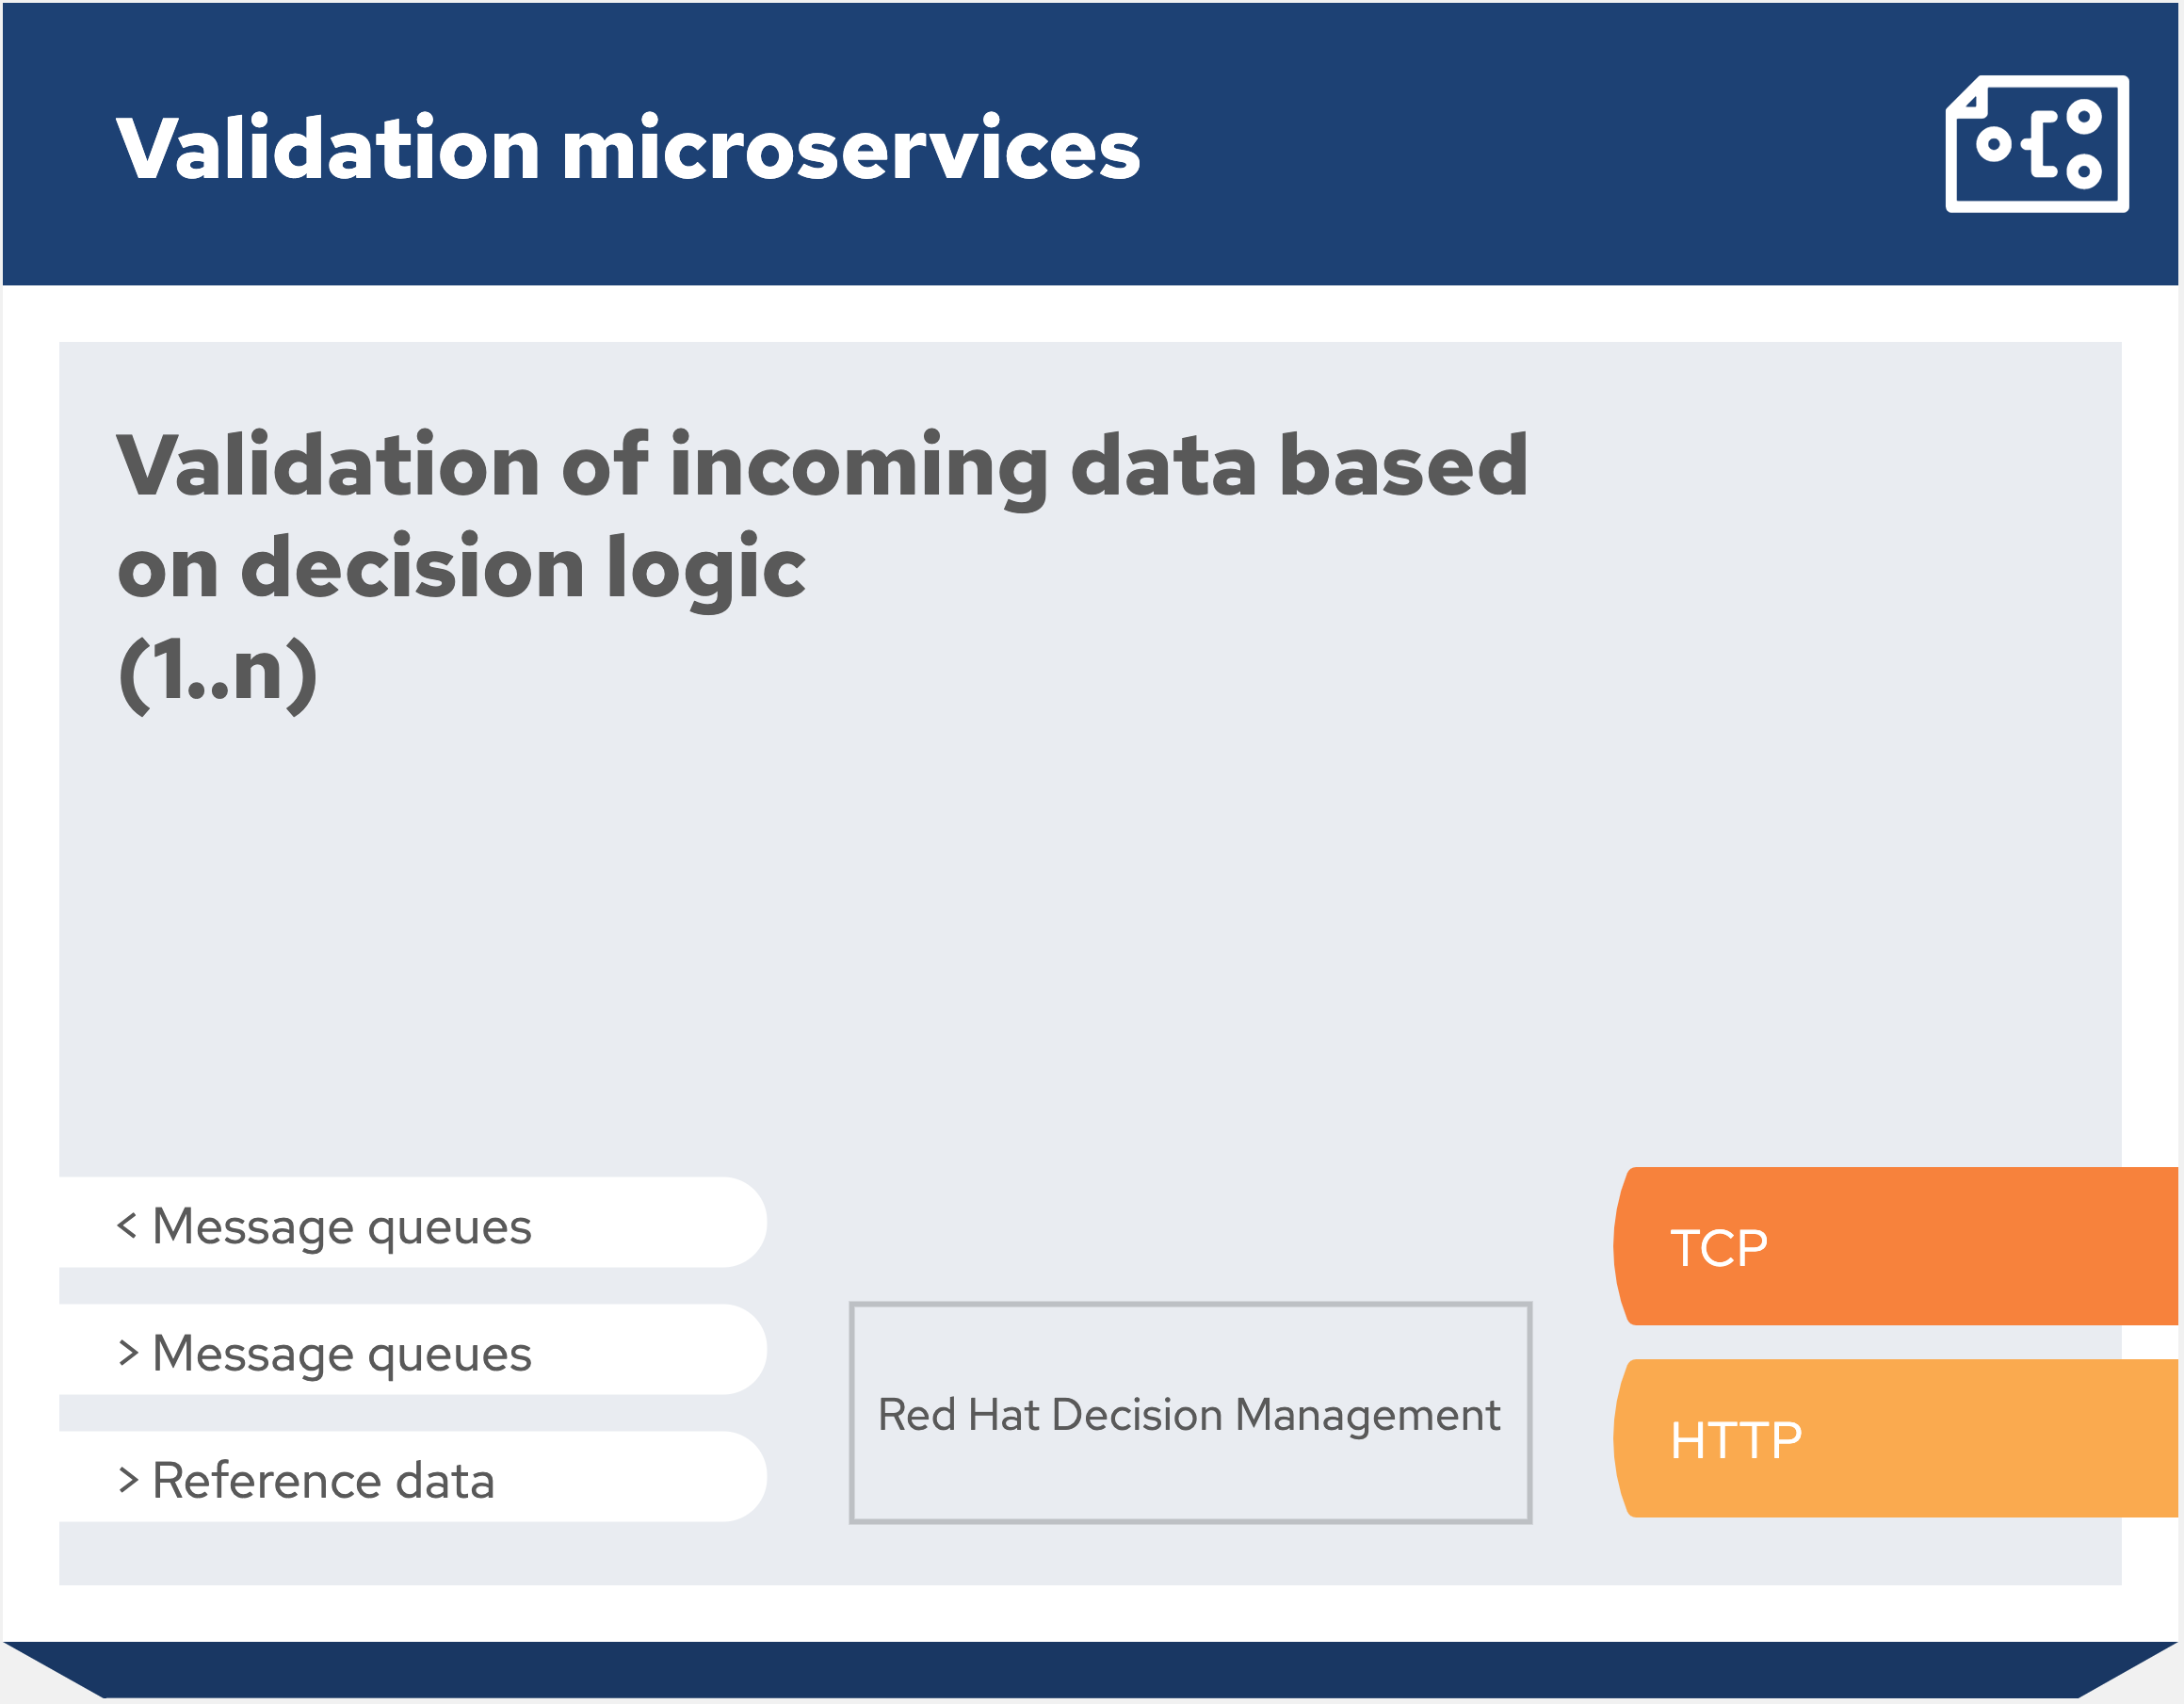 Validation microservices
Validation of incoming data based
on decision logic
(1..n)
< Message queues
> Message queues
> Reference data
Red Hat Decision Management
TCP
HTTP